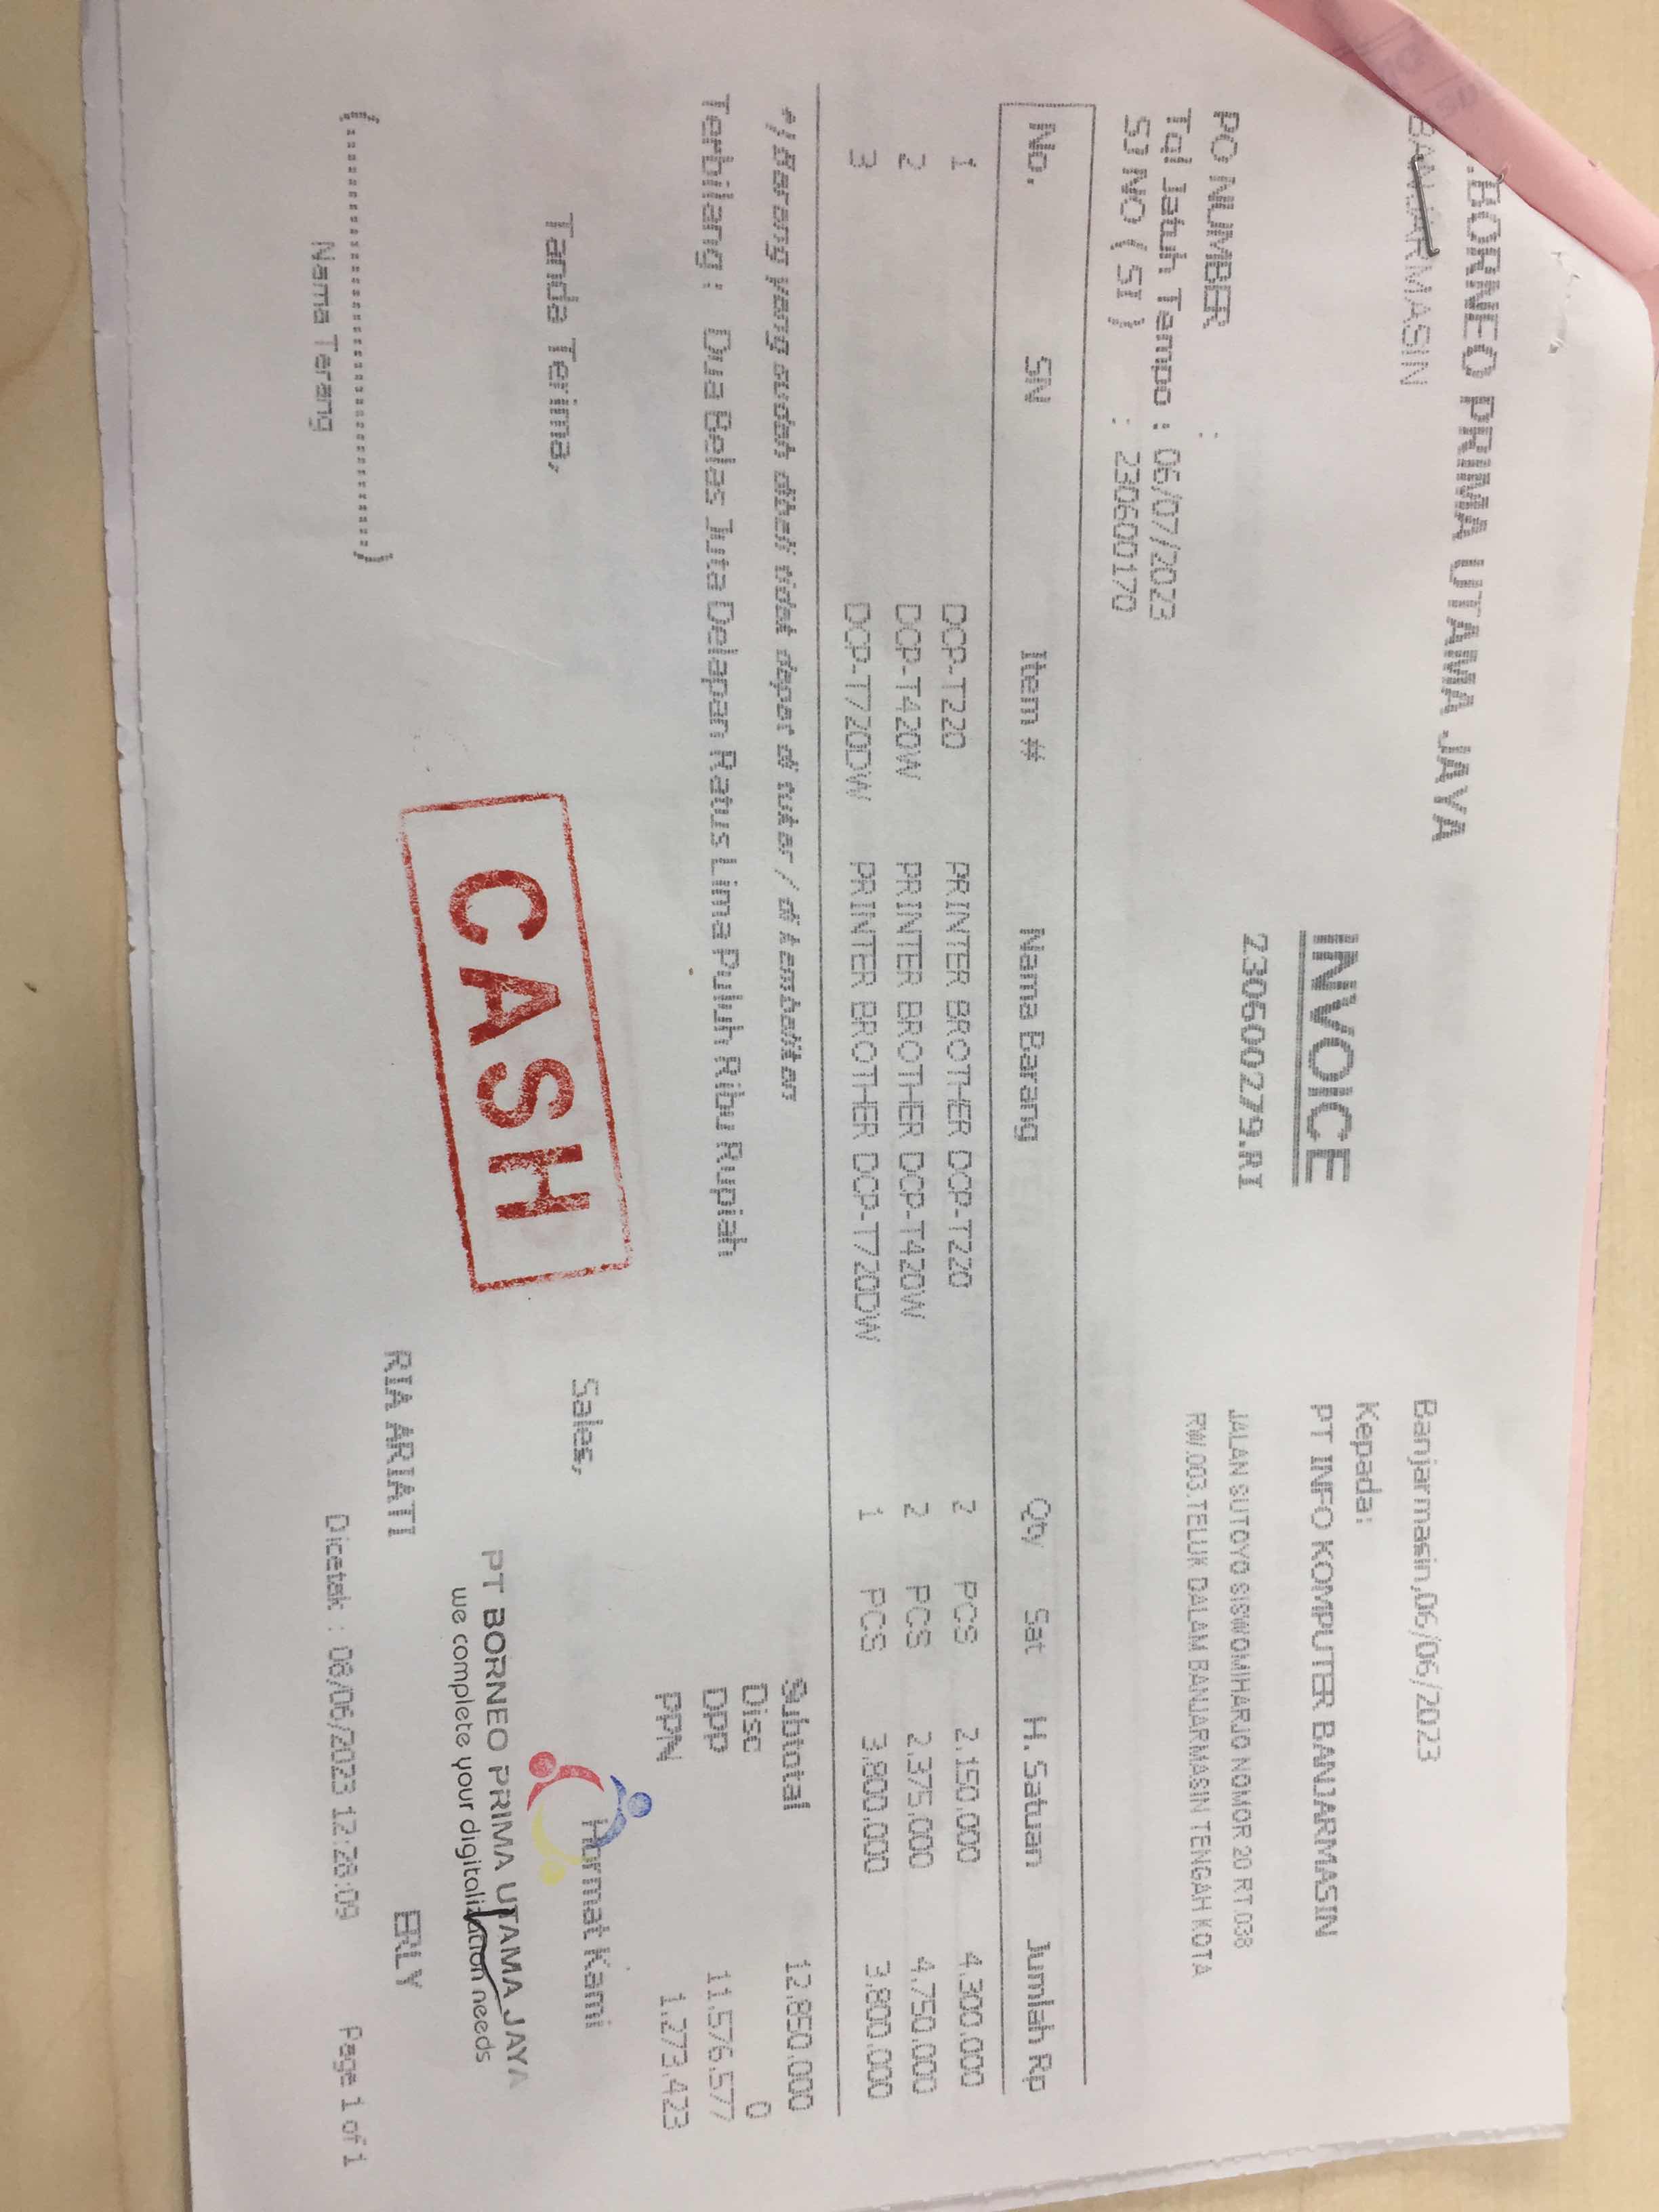 .BORNEO PRIMA UTAMA JAYA
BANJARMASIN
INVOICE
230600279.RI
Banjarmasin,06/06/2023
Kepada:
PT INFO KOMPUTER BANJARMASIN
JALAN SUTOYO SISWOMIHARJO NOMOR 20 RT.038
RW.003.TELUK DALAM BANJARMASIN TENGAH KOTA
PO NUMBER :
Tgl Jatuh Tempo : 06/07/2023
SJ NO ( SI ) : 230600170
No. SN Item # Nama Barang Qty Sat H. Satuan Jumlah Rp
1 DCP-T220 PRINTER BROTHER DCP-T220 2 PCS 2.150.000 4.300.000
2 DCP-T420W PRINTER BROTHER DCP-T420W 2 PCS 2.375.000 4.750.000
3 DCP-T720DW PRINTER BROTHER DCP-T720DW 1 PCS 3.800.000 3.800.000
*/Barang yang sudah dibeli tidak dapat di tukar / di kembalikan
Subtotal 12.850.000
Disc 0
Terbilang : Dua Belas Juta Delapan Ratus Lima Puluh Ribu Rupiah
DPP 11.576.577
PPN 1.273.423
Tanda Terima,
Sales,
Hormat Kami
CASH
PT BORNEO PRIMA UTAMA JAYA
we complete your digitalization needs
(..............................)
Nama Terang
RIA ARIATI
ERLY
Dicetak : 06/06/2023 12:26:09
Page 1 of 1